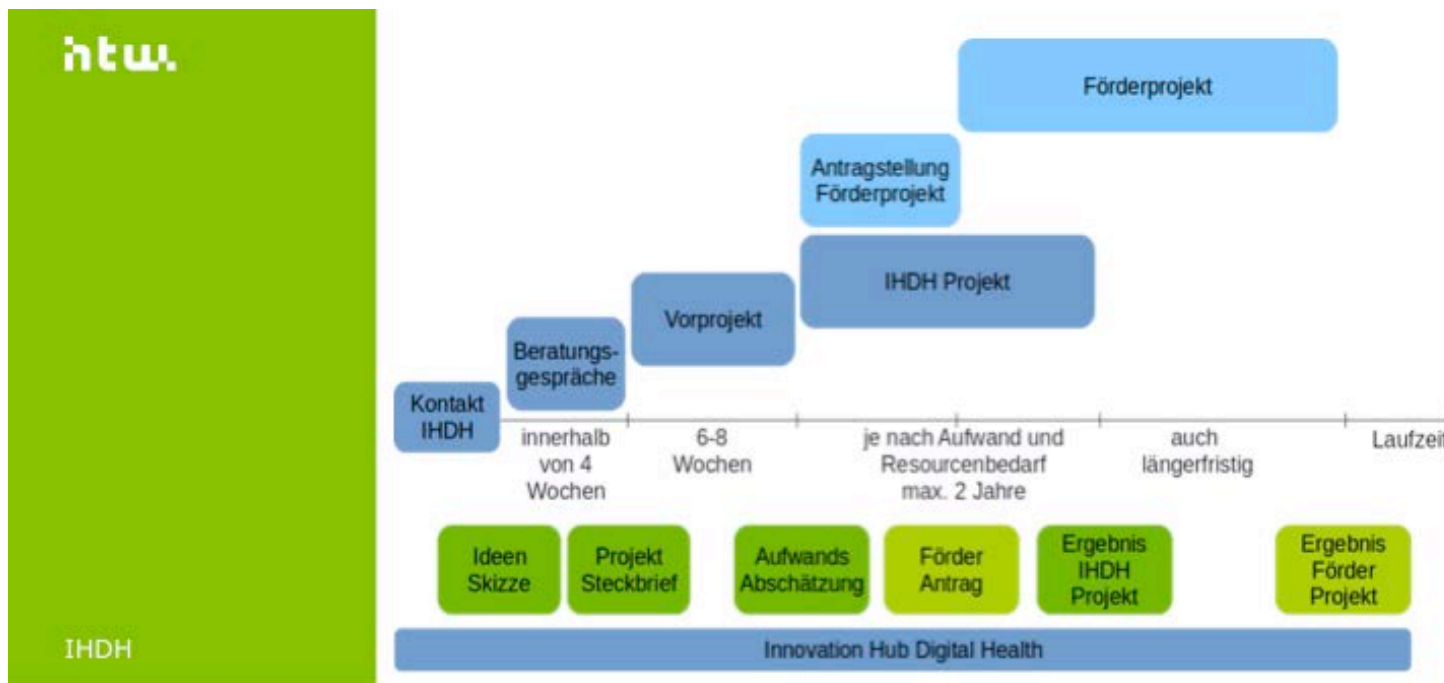 htw.
Förderprojekt
Antragstellung
Förderprojekt
IHDH Projekt
Vorprojekt
Beratungs-
gespräche
Kontakt
IHDH
innerhalb
von 4
Wochen
6-8
Wochen
je nach Aufwand und
Resourcenbedarf
max. 2 Jahre
auch
längerfristig
Laufzeit
Ideen
Skizze
Projekt
Steckbrief
Aufwands
Abschätzung
Förder
Antrag
Ergebnis
IHDH
Projekt
Ergebnis
Förder
Projekt
IHDH
Innovation Hub Digital Health